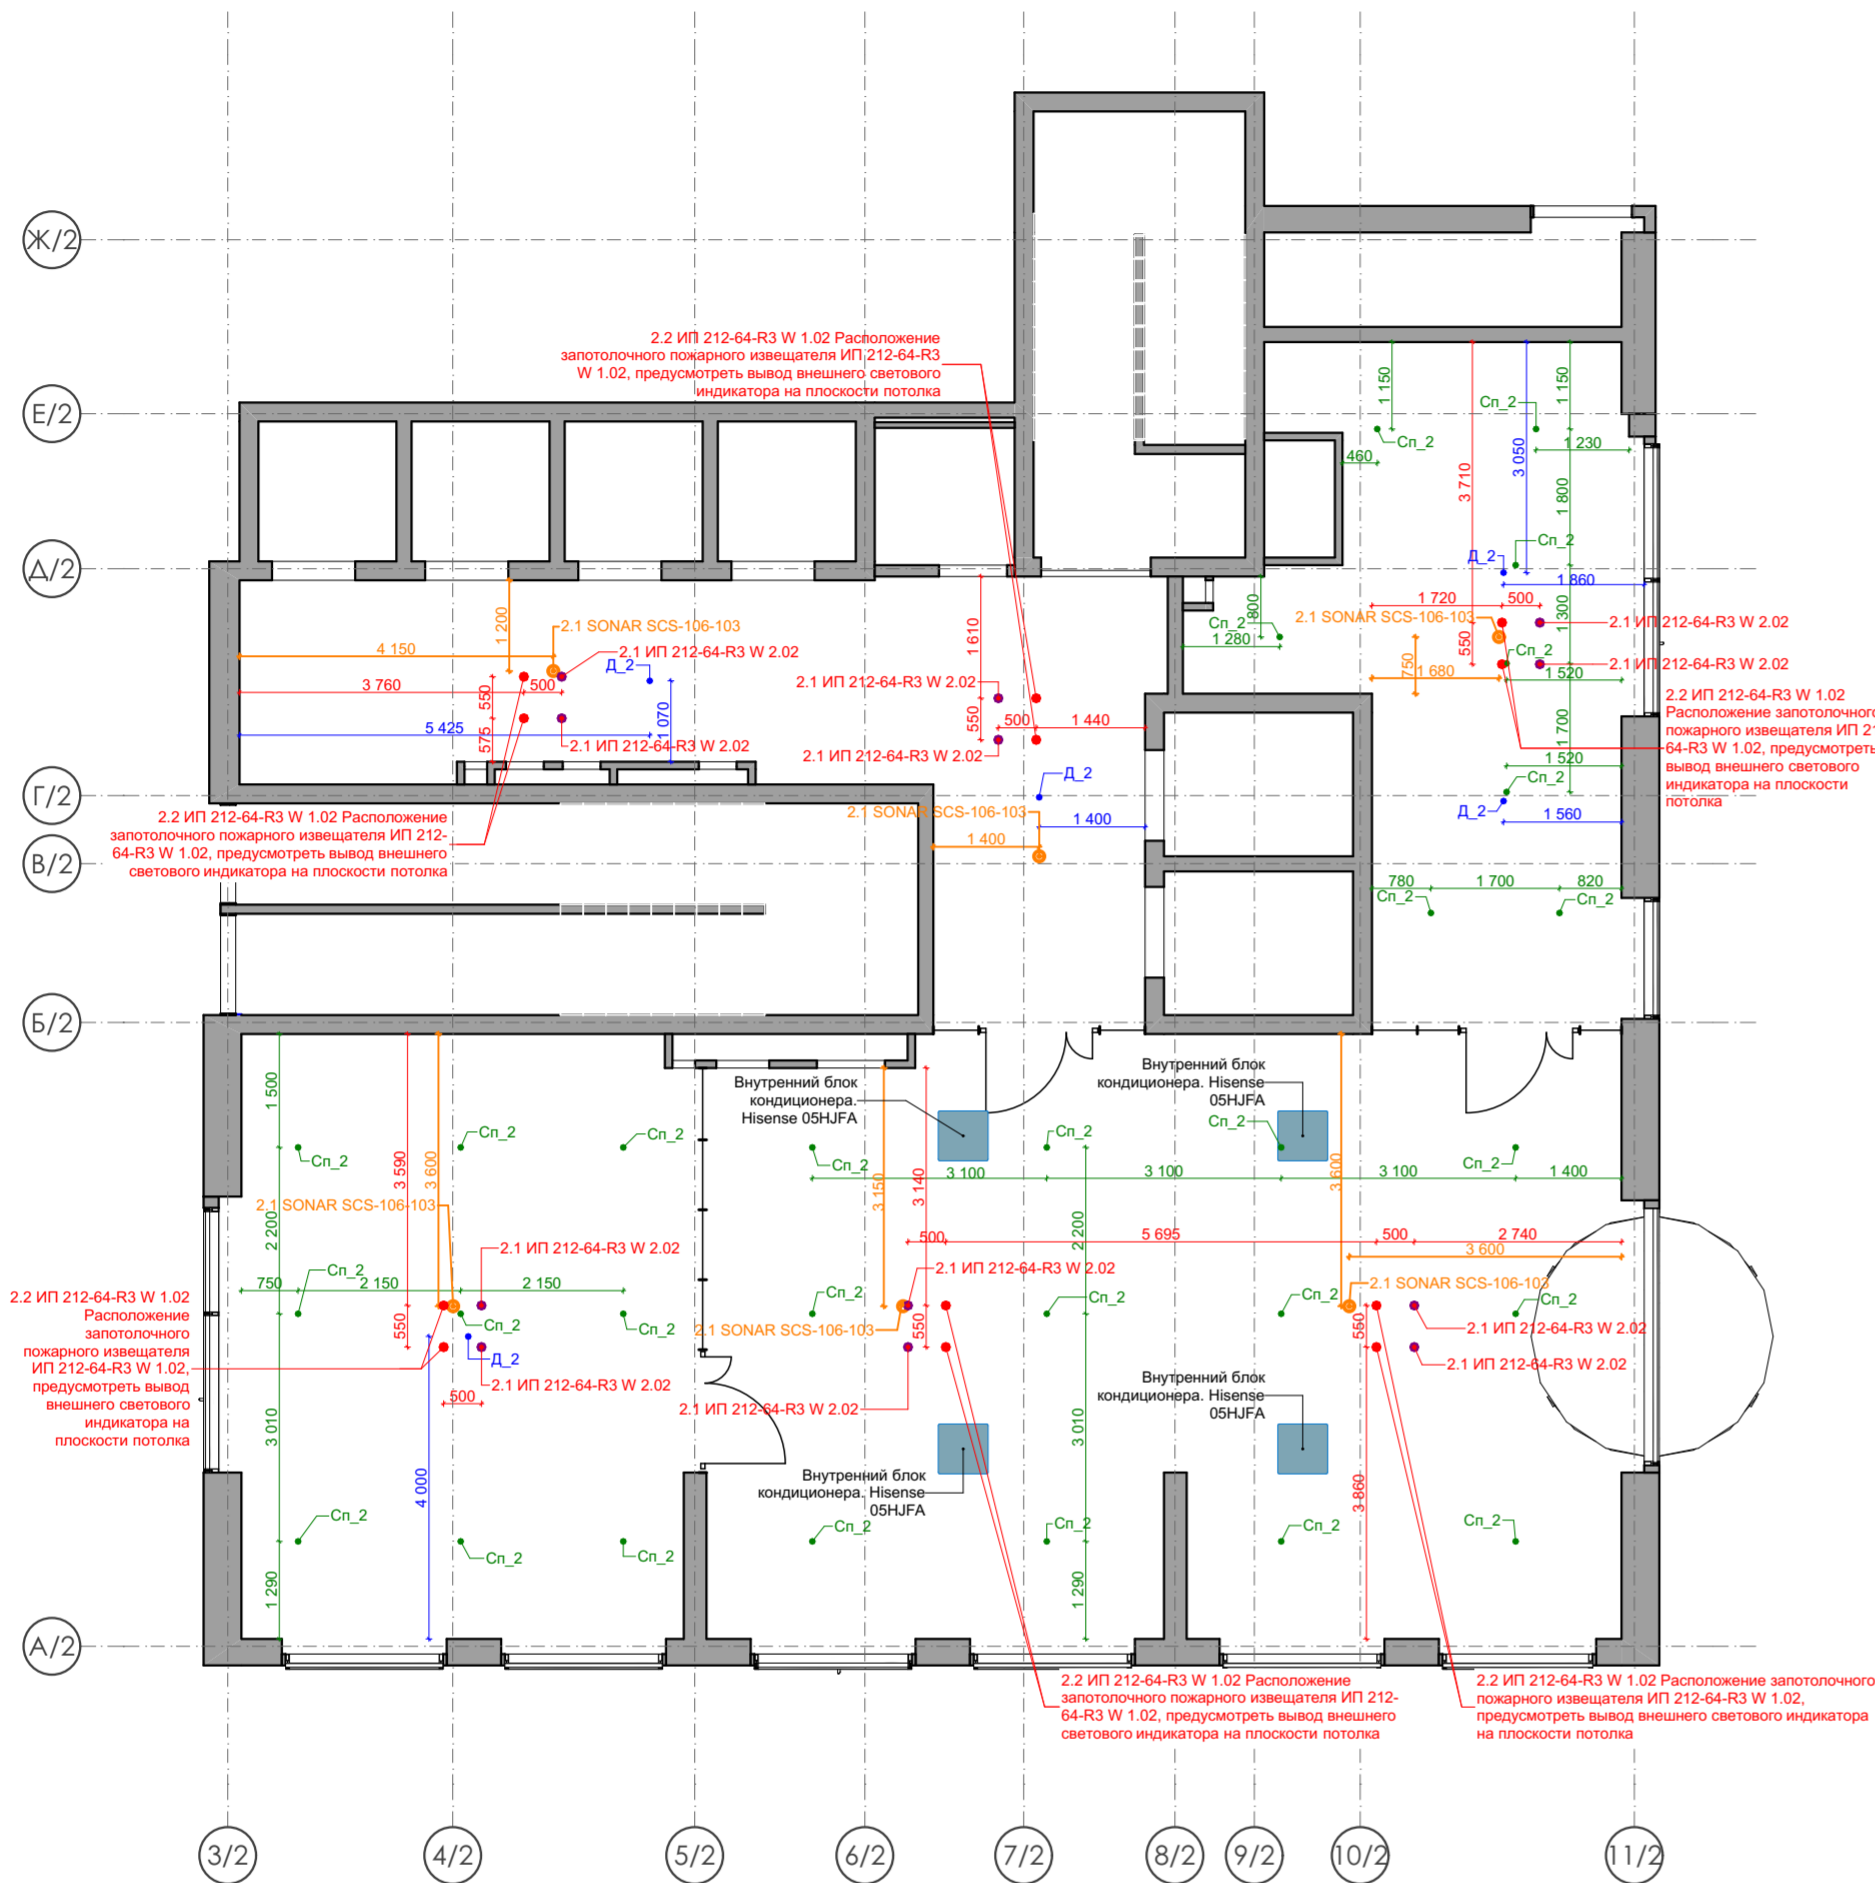 Ж/2
2.2 ИП 212-64-R3 W 1.02 Расположение
запотолочного пожарного извещателя ИП 212-64-R3
W 1.02, предусмотреть вывод внешнего светового
индикатора на плоскости потолка
Е/2
1 150
1 150
Сп_2
Сп_2
1 230
460
3 710
3 050
1 800
Д/2
Сп_2
Д_2
1 860
1 200
2.1 SONAR SCS-106-103
4 150
2.1 ИП 212-64-R3 W 2.02
Д_2
3 760
500
550
575
5 425
1 070
2.1 ИП 212-64-R3 W 2.02
1 610
2.1 ИП 212-64-R3 W 2.02
500
1 440
550
2.1 ИП 212-64-R3 W 2.02
Д_2
800
Сп_2
1 280
1 720
500
1 300
2.1 SONAR SCS-106-103
2.1 ИП 212-64-R3 W 2.02
550
750
Сп_2
2.1 ИП 212-64-R3 W 2.02
1 680
1 520
2.2 ИП 212-64-R3 W 1.02
Расположение запотолочного
пожарного извещателя ИП 21
64-R3 W 1.02, предусмотреть
вывод внешнего светового
индикатора на плоскости
потолка
1 700
1 520
Сп_2
Д_2
1 560
Г/2
2.2 ИП 212-64-R3 W 1.02 Расположение
запотолочного пожарного извещателя ИП 212-
64-R3 W 1.02, предусмотреть вывод внешнего
светового индикатора на плоскости потолка
2.1 SONAR SCS-106-103
1 400
1 400
В/2
780
1 700
820
Сп_2
Сп_2
Б/2
1 500
Внутренний блок
кондиционера.
Hisense 05HJFA
Внутренний блок
кондиционера. Hisense
05HJFA
Сп_2
Сп_2
Сп_2
Сп_2
Сп_2
Сп_2
Сп_2
3 590
3 600
3 150
3 140
3 100
3 100
3 600
3 100
1 400
2.1 SONAR SCS-106-103
2 200
2 200
2.1 ИП 212-64-R3 W 2.02
500
5 695
500
2 740
3 600
Сп_2
750
2 150
2 150
2.1 ИП 212-64-R3 W 2.02
2.1 SONAR SCS-106-103
Сп_2
Сп_2
Сп_2
Сп_2
2.2 ИП 212-64-R3 W 1.02
Расположение
запотолочного
пожарного извещателя
ИП 212-64-R3 W 1.02,
предусмотреть вывод
внешнего светового
индикатора на
плоскости потолка
550
Сп_2
Сп_2
Д_2
2.1 SONAR SCS-106-103
550
550
2.1 ИП 212-64-R3 W 2.02
2.1 ИП 212-64-R3 W 2.02
2.1 ИП 212-64-R3 W 2.02
500
2.1 ИП 212-64-R3 W 2.02
Внутренний блок
кондиционера. Hisense
05HJFA
3 010
3 010
4 000
Внутренний блок
кондиционера. Hisense
05HJFA
3 860
Сп_2
Сп_2
Сп_2
Сп_2
Сп_2
Сп_2
Сп_2
1 290
1 290
А/2
2.2 ИП 212-64-R3 W 1.02 Расположение
запотолочного пожарного извещателя ИП 212-
64-R3 W 1.02, предусмотреть вывод внешнего
светового индикатора на плоскости потолка
2.2 ИП 212-64-R3 W 1.02 Расположение запотолочного
пожарного извещателя ИП 212-64-R3 W 1.02,
предусмотреть вывод внешнего светового индикатора
на плоскости потолка
3/2
4/2
5/2
6/2
7/2
8/2
9/2
10/2
11/2